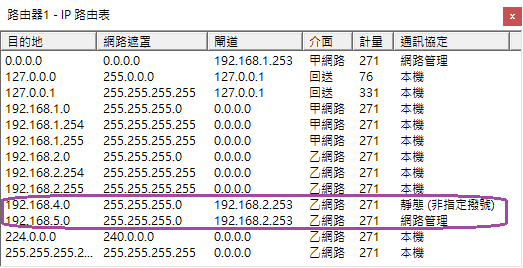 路由器1 - IP 路由表
目的地 網路遮罩 閘道 介面 計量 通訊協定
0.0.0.0 0.0.0.0 192.168.1.253 甲網路 271 網路管理
127.0.0.0 255.0.0.0 127.0.0.1 回送 76 本機
127.0.0.1 255.255.255.255 127.0.0.1 回送 331 本機
192.168.1.0 255.255.255.0 0.0.0.0 甲網路 271 本機
192.168.1.254 255.255.255.255 0.0.0.0 甲網路 271 本機
192.168.1.255 255.255.255.255 0.0.0.0 甲網路 271 本機
192.168.2.0 255.255.255.0 0.0.0.0 乙網路 271 本機
192.168.2.254 255.255.255.255 0.0.0.0 乙網路 271 本機
192.168.2.255 255.255.255.255 0.0.0.0 乙網路 271 本機
192.168.4.0 255.255.255.0 192.168.2.253 乙網路 271 靜態 (非指定撥號)
192.168.5.0 255.255.255.0 192.168.2.253 乙網路 271 網路管理
224.0.0.0 240.0.0.0 0.0.0.0 乙網路 271 本機
255.255.255.2... 255.255.255.255 0.0.0.0 乙網路 271 本機